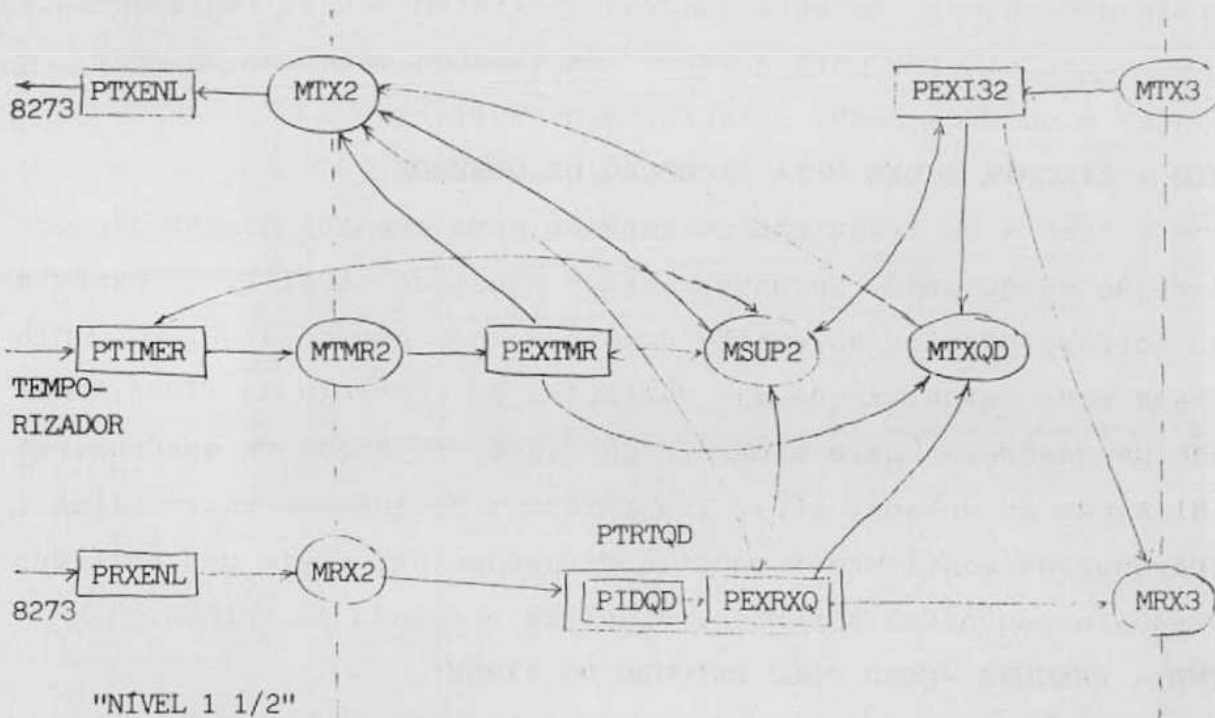 PTXENL
MTX2
PEXI32
MTX3
8273
PTIMER
MTMR2
PEXTMR
MSUP2
MTXQD
TEMPO-
RIZADOR
PTRTQD
PRXENL
MRX2
PIDQD
PEXRXQ
MRX3
8273
"NÍVEL 1 1/2"